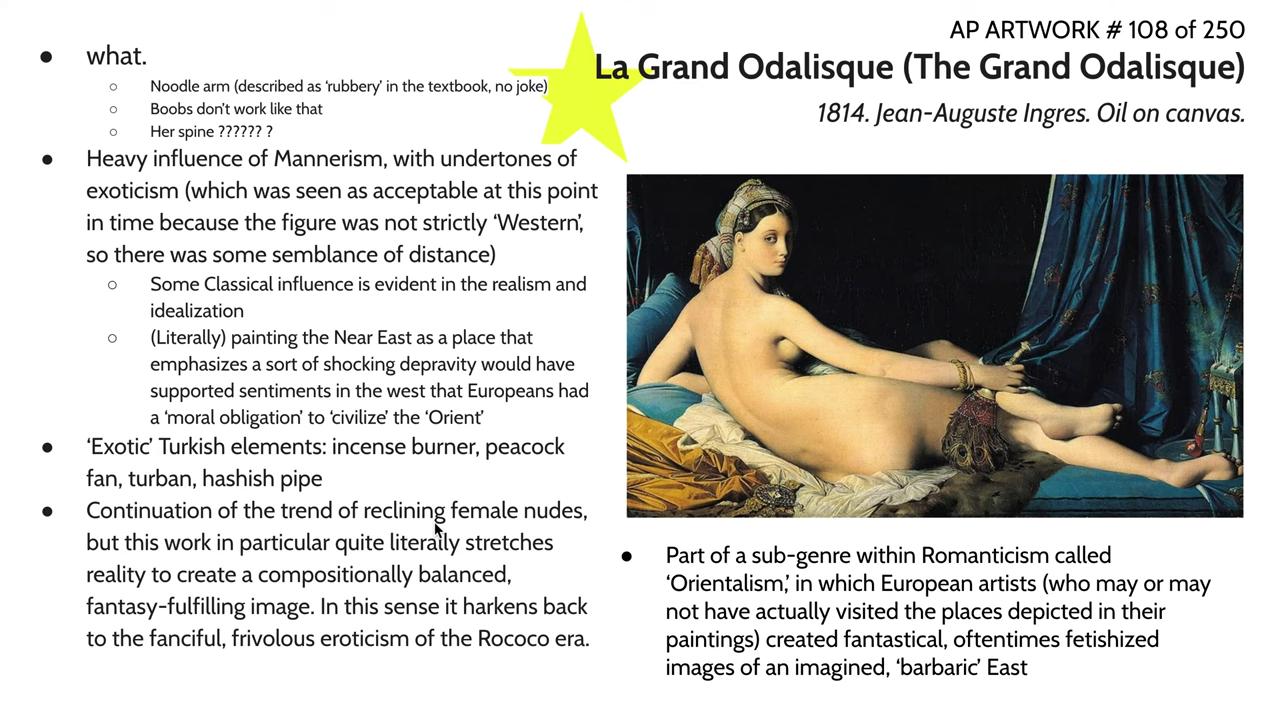 AP ARTWORK # 108 of 250
La Grand Odalisque (The Grand Odalisque)
1814. Jean-Auguste Ingres. Oil on canvas.
● what.
○ Noodle arm (described as ‘rubbery’ in the textbook, no joke)
○ Boobs don’t work like that
○ Her spine ?????? ?
● Heavy influence of Mannerism, with undertones of
exoticism (which was seen as acceptable at this point
in time because the figure was not strictly ‘Western’,
so there was some semblance of distance)
○ Some Classical influence is evident in the realism and
idealization
○ (Literally) painting the Near East as a place that
emphasizes a sort of shocking depravity would have
supported sentiments in the west that Europeans had
a ‘moral obligation’ to ‘civilize’ the ‘Orient’
● ‘Exotic’ Turkish elements: incense burner, peacock
fan, turban, hashish pipe
● Continuation of the trend of reclining female nudes,
but this work in particular quite literally stretches
reality to create a compositionally balanced,
fantasy-fulfilling image. In this sense it harkens back
to the fanciful, frivolous eroticism of the Rococo era.
● Part of a sub-genre within Romanticism called
‘Orientalism,’ in which European artists (who may or may
not have actually visited the places depicted in their
paintings) created fantastical, oftentimes fetishized
images of an imagined, ‘barbaric’ East